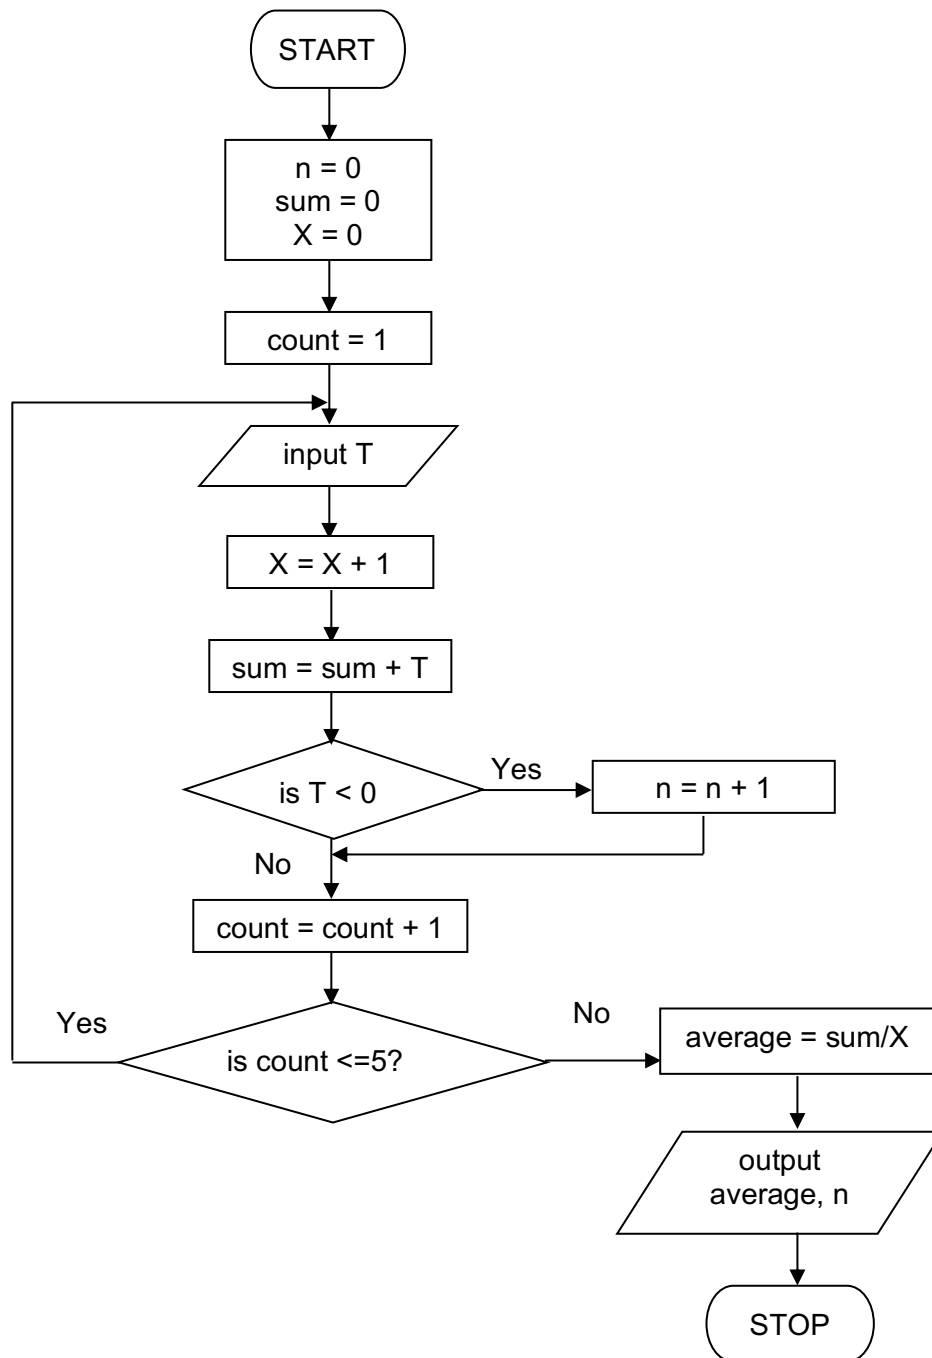 START
n = 0
sum = 0
X = 0
count = 1
input T
X = X + 1
sum = sum + T
is T < 0
Yes
n = n + 1
No
count = count + 1
is count <=5?
Yes
No
average = sum/X
output
average, n
STOP